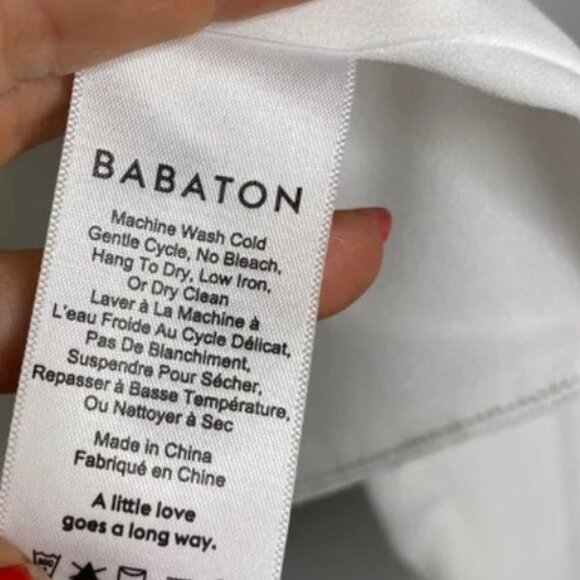 BABATON
Machine Wash Cold
Gentle Cycle, No Bleach,
Hang To Dry, Low Iron,
Or Dry Clean
Laver à La Machine à
L'eau Froide Au Cycle Délicat,
Pas De Blanchiment,
Suspendre Pour Sécher,
Repasser à Basse Température,
Ou Nettoyer à Sec
Made in China
Fabriqué en Chine
A little love
goes a long way.